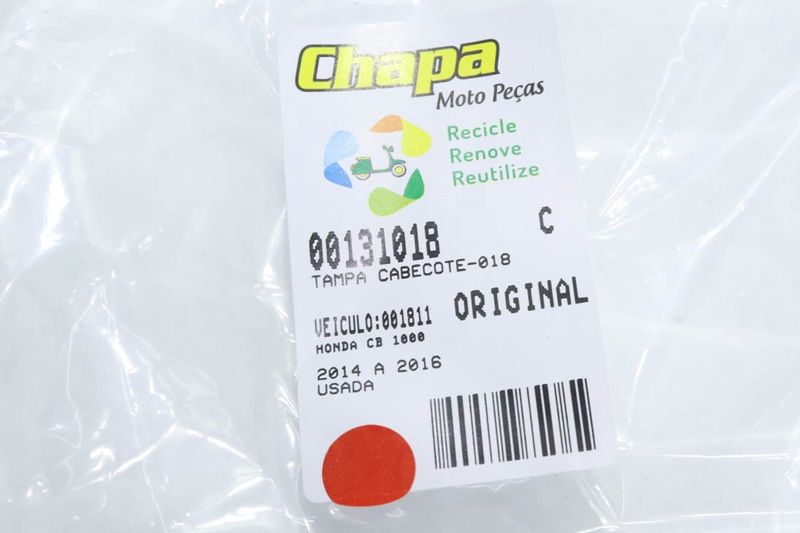 Chapa
Moto Peças
Recicle
Renove
Reutilize
00131018 C
TAMPA CABECOTE-018
VEICULO:001811 ORIGINAL
HONDA CB 1000
2014 A 2016
USADA